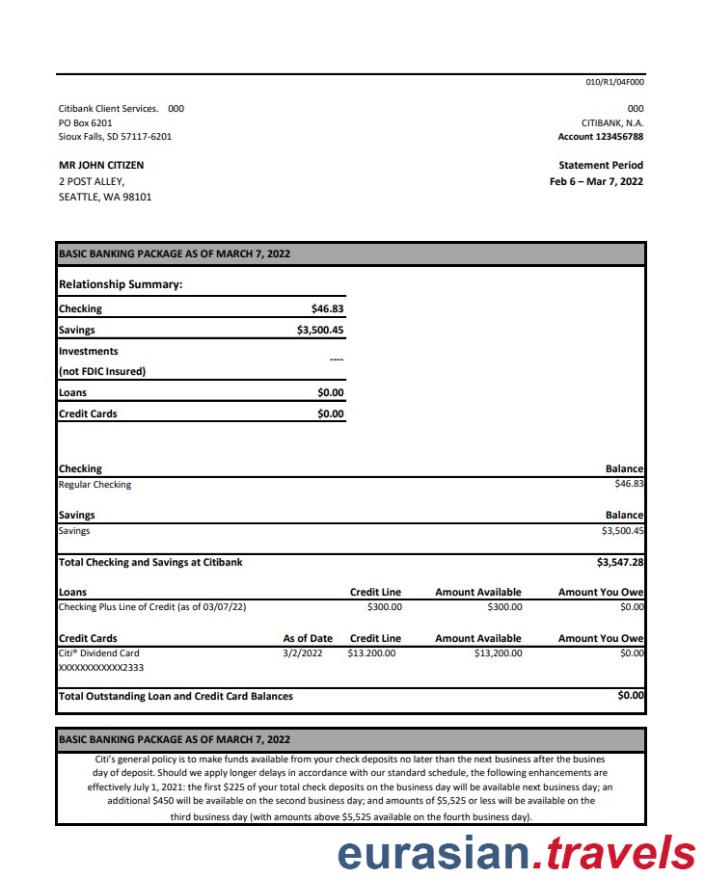 010/R1/04F000
Citibank Client Services. 000
000
PO Box 6201
CITIBANK, N.A.
Sioux Falls, SD 57117-6201
Account 123456788
MR JOHN CITIZEN
Statement Period
2 POST ALLEY,
Feb 6 – Mar 7, 2022
SEATTLE, WA 98101
BASIC BANKING PACKAGE AS OF MARCH 7, 2022
Relationship Summary:
Checking $46.83
Savings $3,500.45
Investments
----
(not FDIC Insured)
Loans $0.00
Credit Cards $0.00
Checking Balance
Regular Checking $46.83
Savings Balance
Savings $3,500.45
Total Checking and Savings at Citibank $3,547.28
Loans Credit Line Amount Available Amount You Owe
Checking Plus Line of Credit (as of 03/07/22) $300.00 $300.00 $0.00
Credit Cards As of Date Credit Line Amount Available Amount You Owe
Citi® Dividend Card 3/2/2022 $13.200.00 $13,200.00 $0.00
XXXXXXXXXXXX2333
Total Outstanding Loan and Credit Card Balances $0.00
BASIC BANKING PACKAGE AS OF MARCH 7, 2022
Citi's general policy is to make funds available from your check deposits no later than the next business after the busines
day of deposit. Should we apply longer delays in accordance with our standard schedule, the following enhancements are
effectively July 1, 2021: the first $225 of your total check deposits on the business day will be available next business day; an
additional $450 will be available on the second business day; and amounts of $5,525 or less will be available on the
third business day (with amounts above $5,525 available on the fourth business day).
eurasian.travels